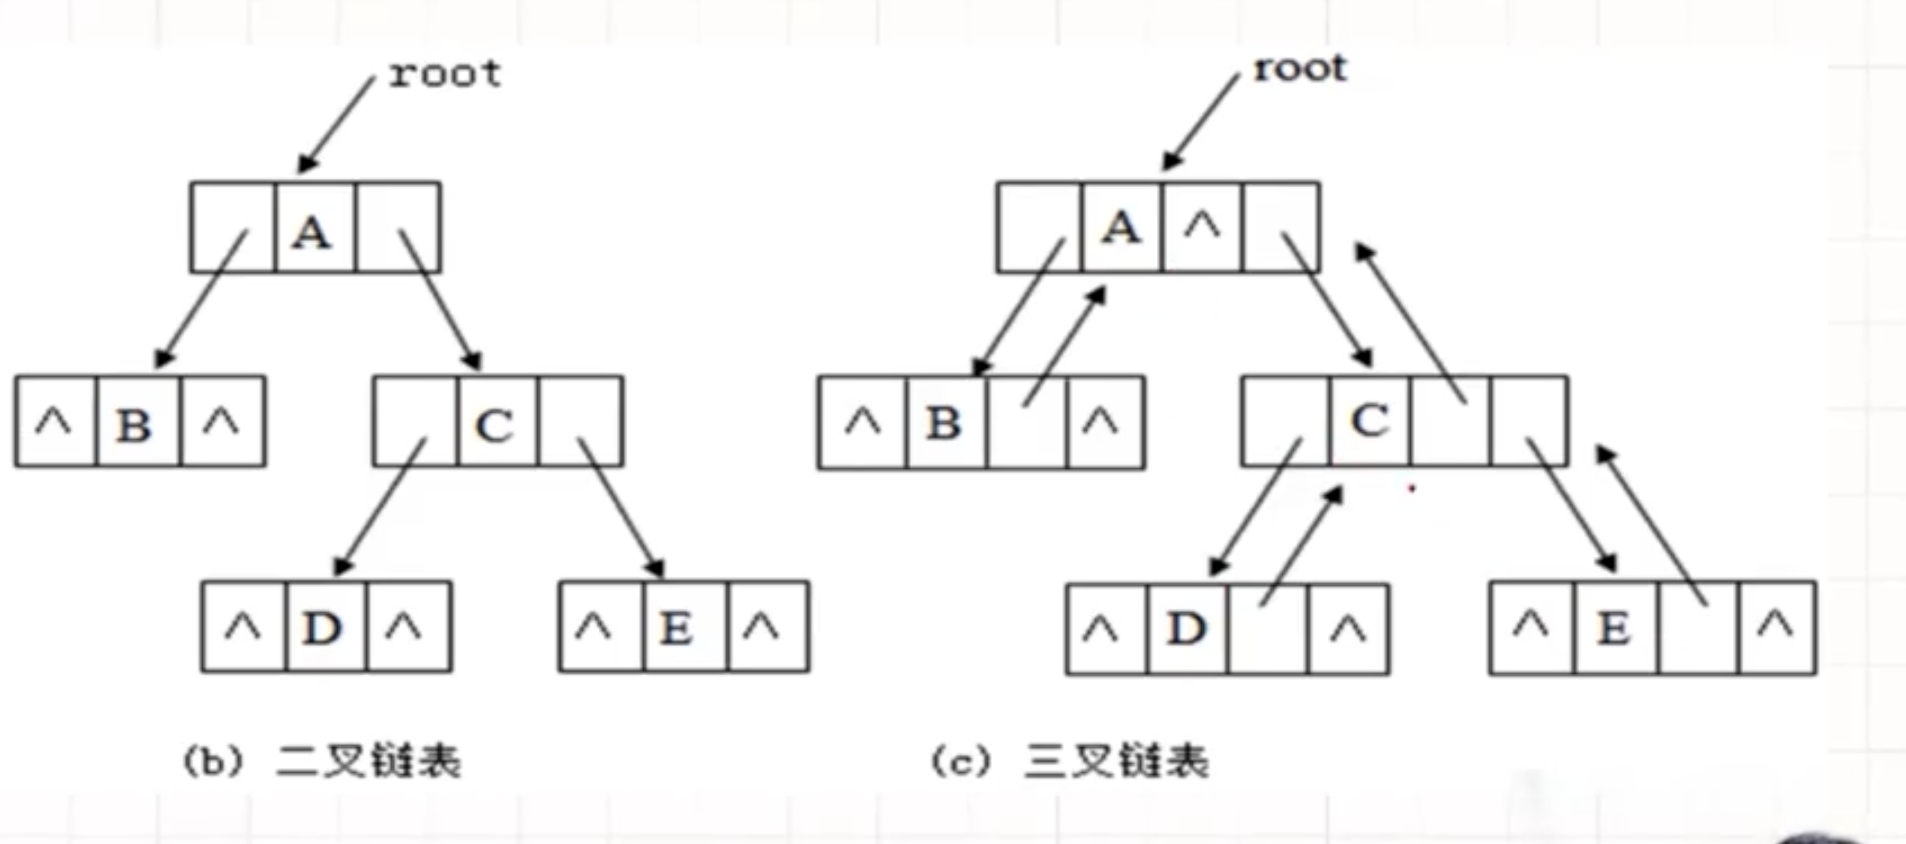 root
A
^ B ^
C
^ D ^
^ E ^
(b) 二叉链表
root
A ^
^ B ^
C
^ D ^
^ E ^
(c) 三叉链表